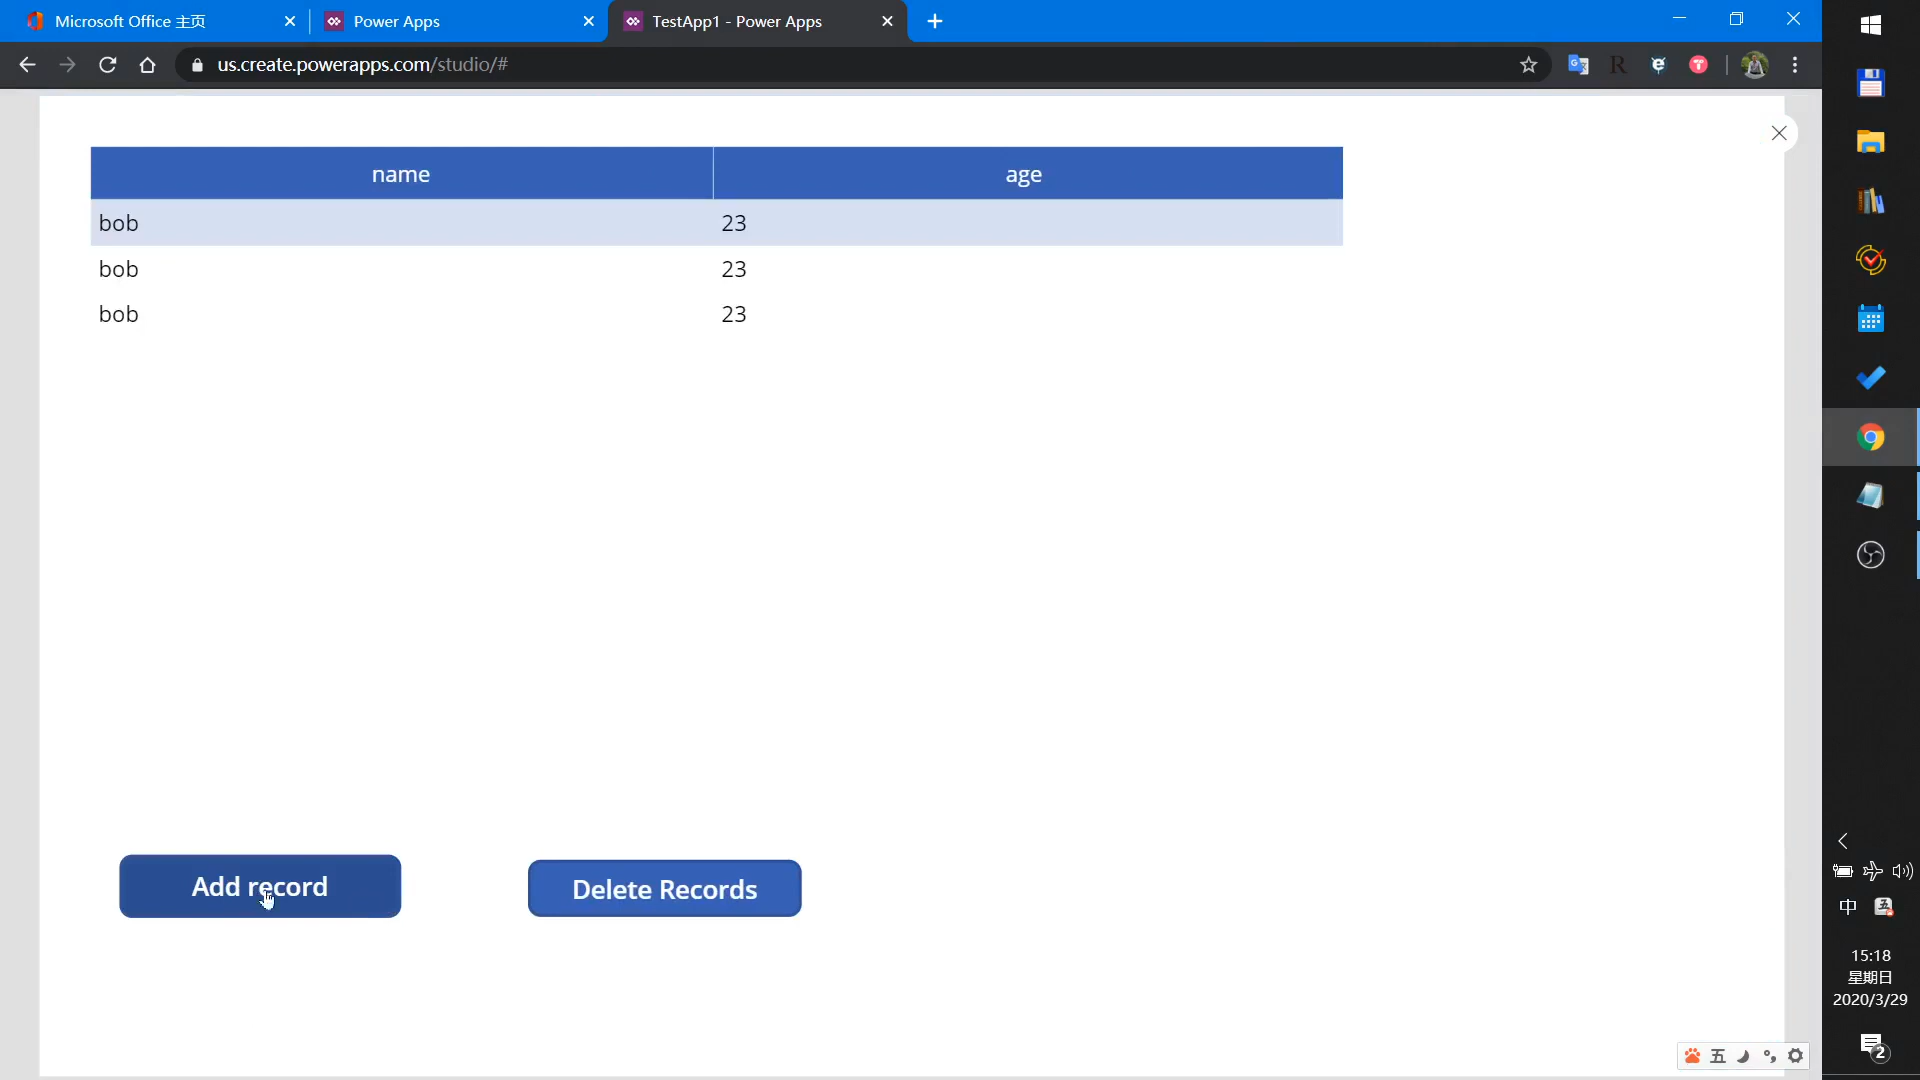 Microsoft Office 主页
Power Apps
TestApp1 - Power Apps
us.create.powerapps.com/studio/#
name age
bob 23
bob 23
bob 23
Add record
Delete Records
中 五
15:18
星期日
2020/3/29
2
五